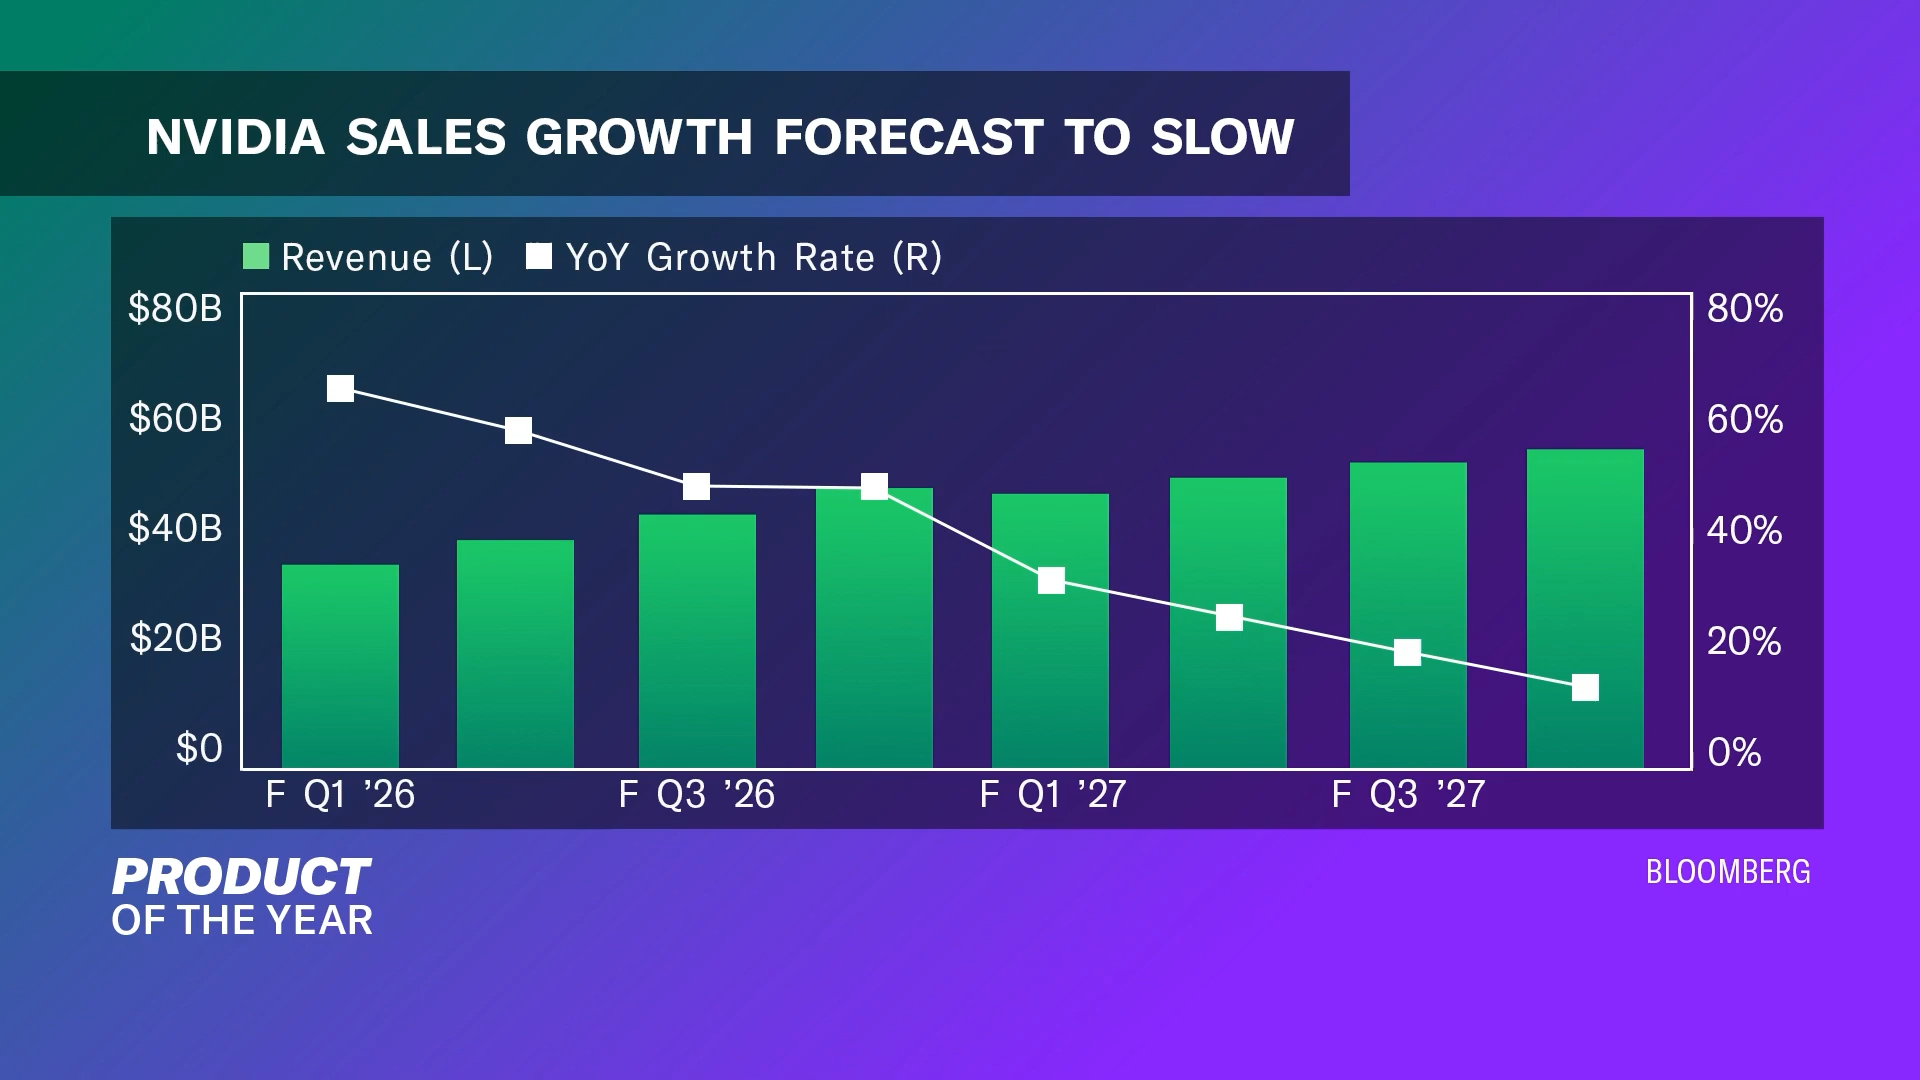 NVIDIA SALES GROWTH FORECAST TO SLOW
Revenue (L) YoY Growth Rate (R)
$80B
$60B
$40B
$20B
$0
80%
60%
40%
20%
0%
F Q1 ’26 F Q3 ’26 F Q1 ’27 F Q3 ’27
PRODUCT
OF THE YEAR
BLOOMBERG